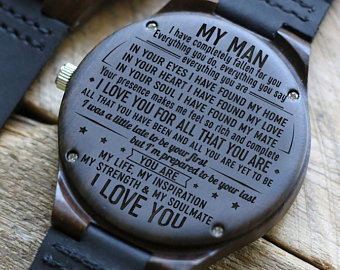 MY MAN
I have completely fallen for you
Everything you do everything you say
everything you are
IN YOUR EYES I HAVE FOUND MY HOME
IN YOUR HEART I HAVE FOUND MY LOVE
IN YOUR SOUL I HAVE FOUND MY MATE
Your presence makes me feel so rich and complete
I LOVE YOU FOR ALL THAT YOU ARE
ALL THAT YOU HAVE BEEN AND ALL YOU ARE YET TO BE
I was a little late to be your first
but I'm prepared to be your last
YOU ARE
MY LIFE, MY INSPIRATION
MY STRENGTH & MY SOULMATE
I LOVE YOU